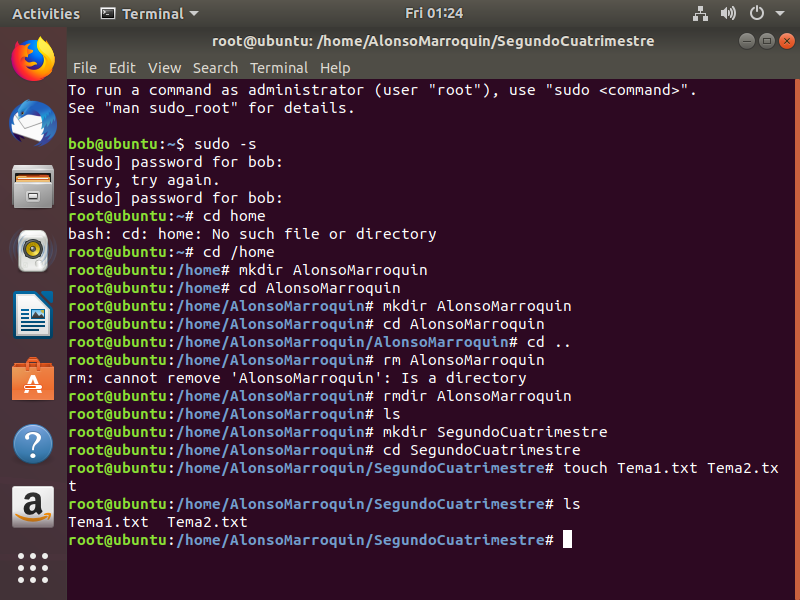 Activities Terminal Fri 01:24
root@ubuntu: /home/AlonsoMarroquin/SegundoCuatrimestre
File Edit View Search Terminal Help
To run a command as administrator (user "root"), use "sudo <command>".
See "man sudo_root" for details.
bob@ubuntu:~$ sudo -s
[sudo] password for bob:
Sorry, try again.
[sudo] password for bob:
root@ubuntu:~# cd home
bash: cd: home: No such file or directory
root@ubuntu:~# cd /home
root@ubuntu:/home# mkdir AlonsoMarroquin
root@ubuntu:/home# cd AlonsoMarroquin
root@ubuntu:/home/AlonsoMarroquin# mkdir AlonsoMarroquin
root@ubuntu:/home/AlonsoMarroquin# cd AlonsoMarroquin
root@ubuntu:/home/AlonsoMarroquin/AlonsoMarroquin# cd ..
root@ubuntu:/home/AlonsoMarroquin# rm AlonsoMarroquin
rm: cannot remove 'AlonsoMarroquin': Is a directory
root@ubuntu:/home/AlonsoMarroquin# rmdir AlonsoMarroquin
root@ubuntu:/home/AlonsoMarroquin# ls
root@ubuntu:/home/AlonsoMarroquin# mkdir SegundoCuatrimestre
root@ubuntu:/home/AlonsoMarroquin# cd SegundoCuatrimestre
root@ubuntu:/home/AlonsoMarroquin/SegundoCuatrimestre# touch Tema1.txt Tema2.tx
t
root@ubuntu:/home/AlonsoMarroquin/SegundoCuatrimestre# ls
Tema1.txt  Tema2.txt
root@ubuntu:/home/AlonsoMarroquin/SegundoCuatrimestre#